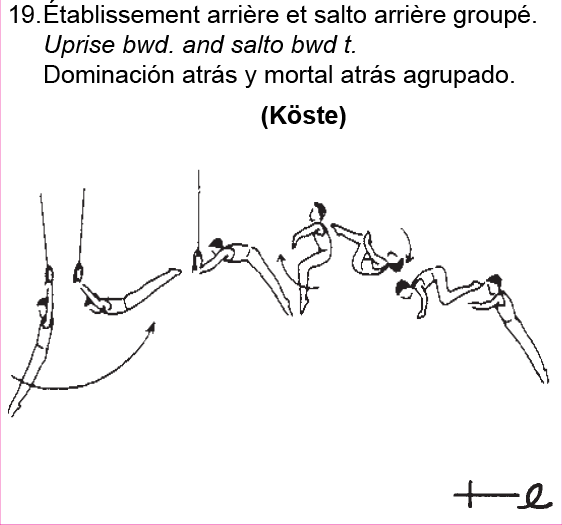 19.Établissement arrière et salto arrière groupé.
Uprise bwd. and salto bwd t.
Dominación atrás y mortal atrás agrupado.
(Köste)